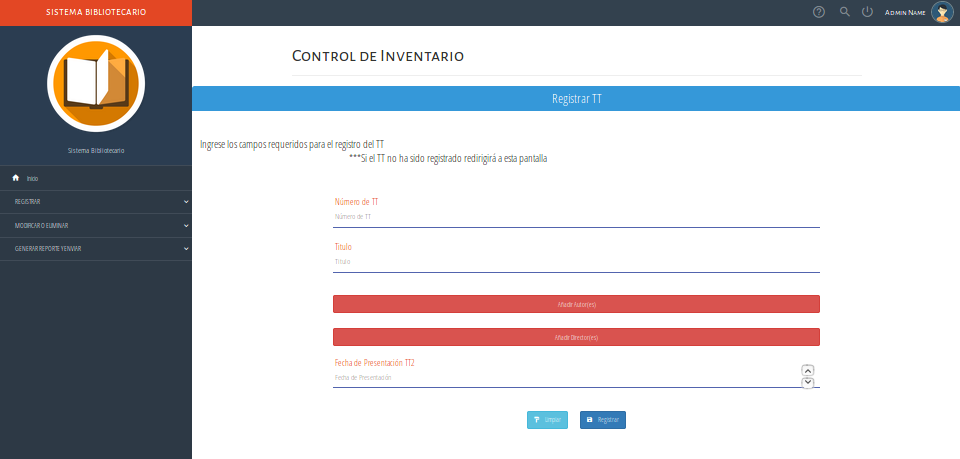 SISTEMA BIBLIOTECARIO
Admin Name
Sistema Bibliotecario
Inicio
REGISTRAR
MODIFICAR O ELIMINAR
GENERAR REPORTE Y ENVIAR
Control de Inventario
Registrar TT
Ingrese los campos requeridos para el registro del TT
***Si el TT no ha sido registrado redirigirá a esta pantalla
Número de TT
Número de TT
Titulo
Titulo
Añadir Autor(es)
Añadir Director(es)
Fecha de Presentación TT2
Fecha de Presentación
Limpiar
Registrar